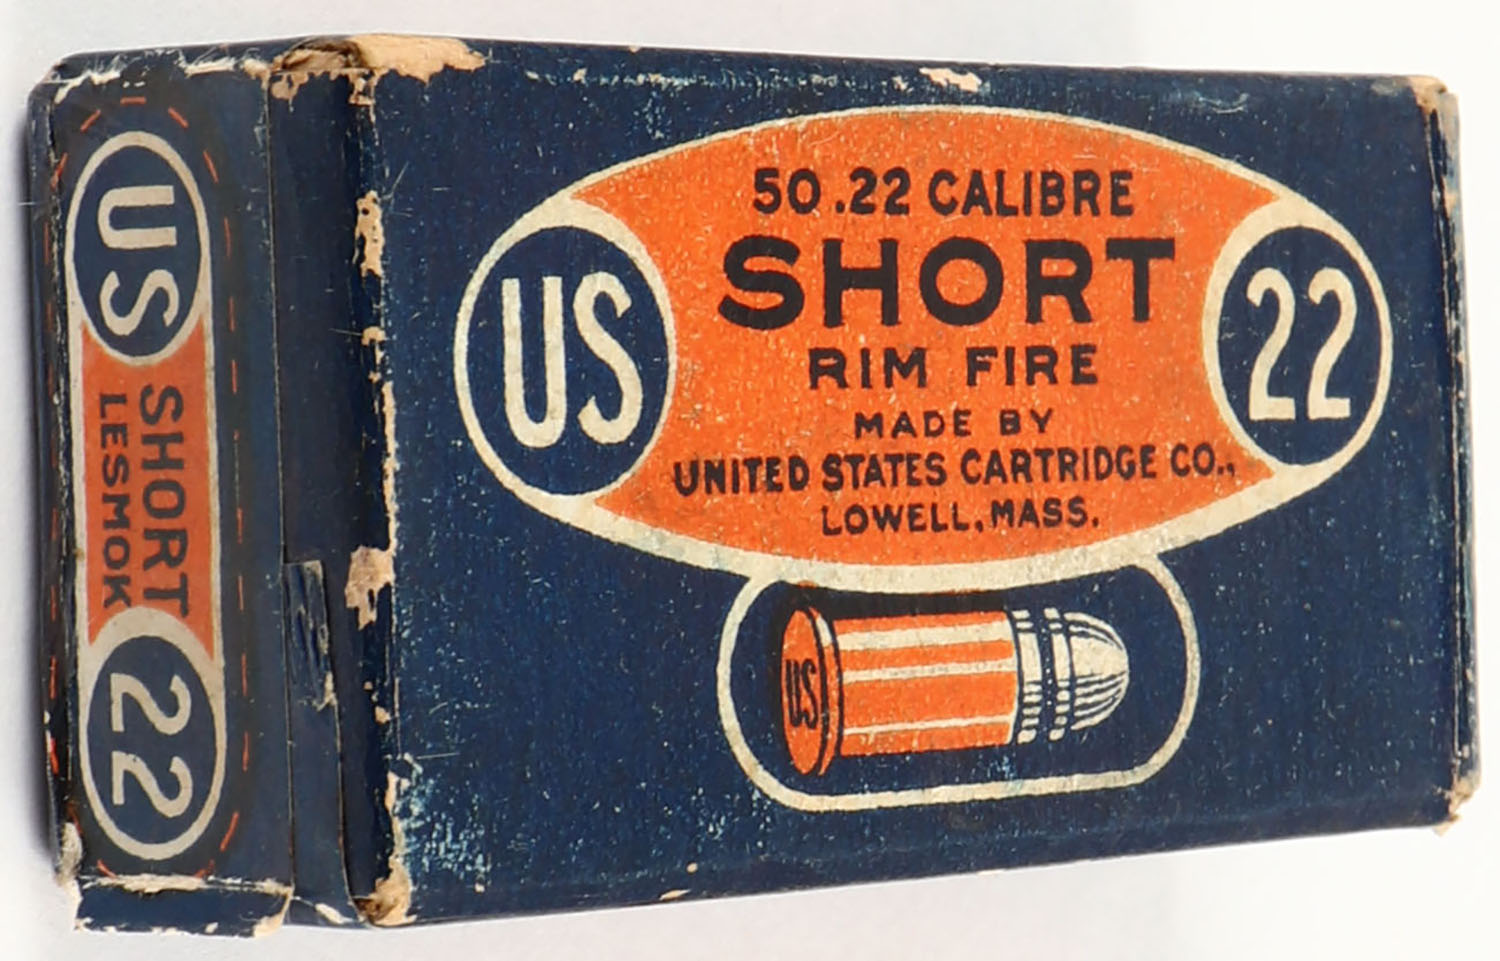 50 .22 CALIBRE
SHORT
RIM FIRE
MADE BY
UNITED STATES CARTRIDGE CO.,
LOWELL, MASS.
US
22
US
US
SHORT
LESMOK
22